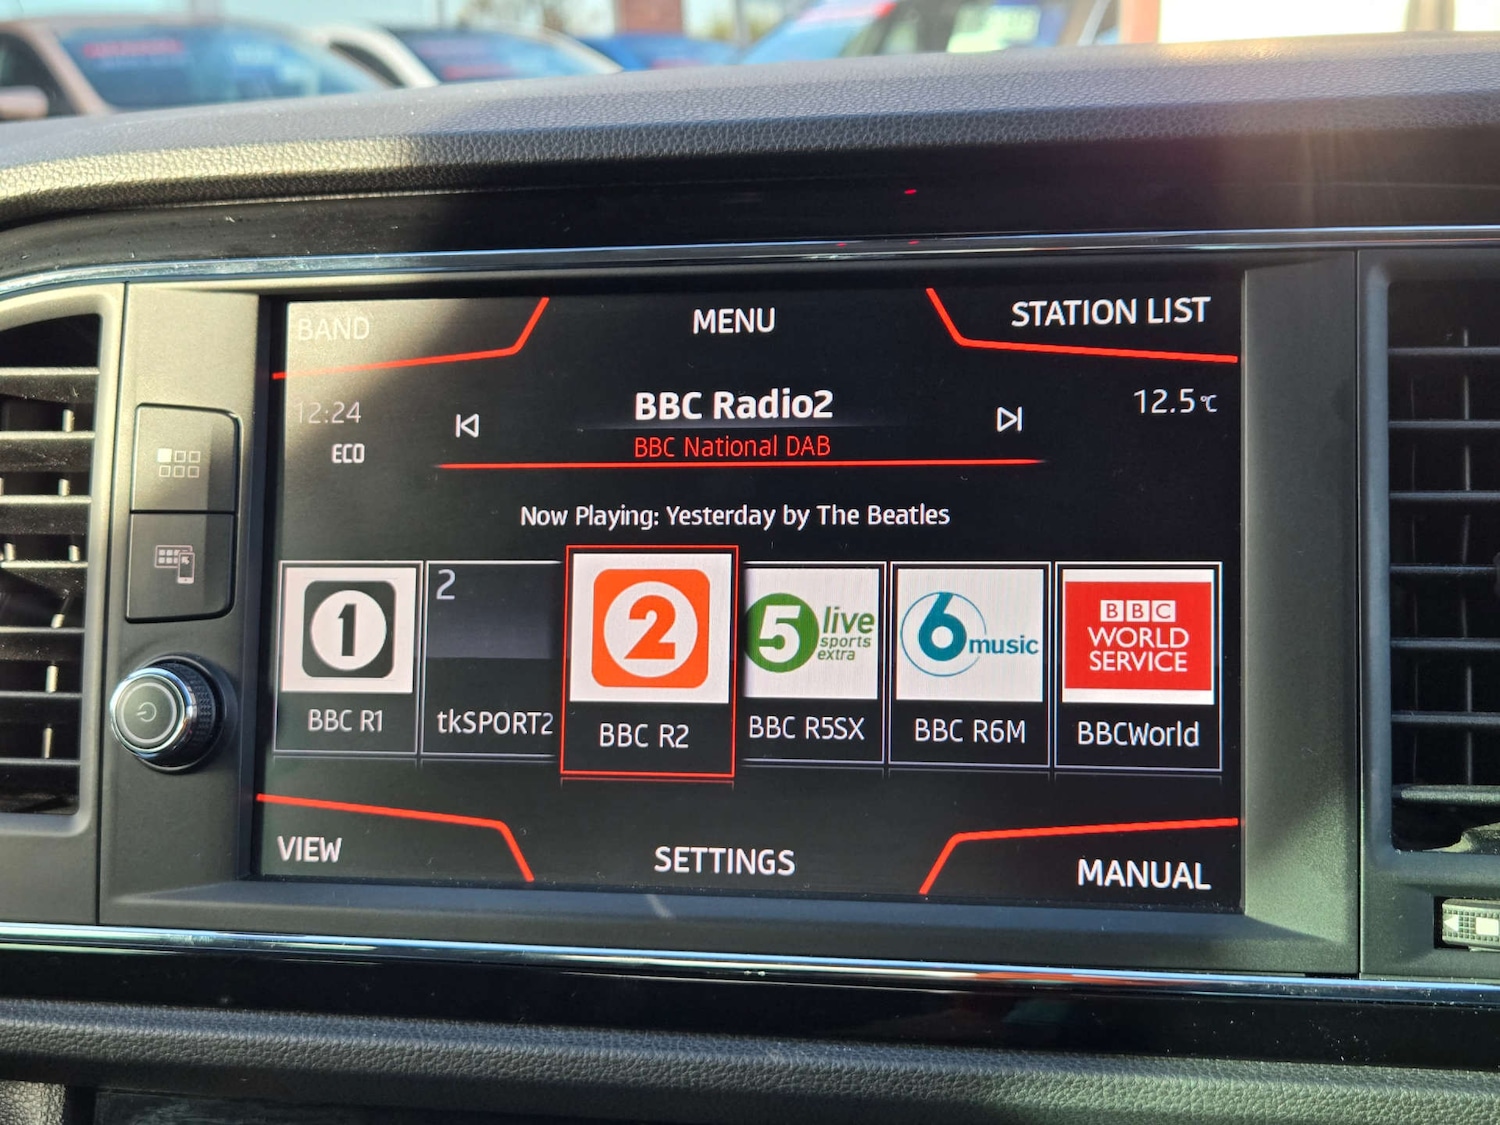 BAND
MENU
STATION LIST
12:24
ECO
BBC Radio2
BBC National DAB
12.5℃
Now Playing: Yesterday by The Beatles
1
2
2
5 live
sports
extra
6 music
BBC
WORLD
SERVICE
BBC R1
tkSPORT2
BBC R2
BBC R5SX
BBC R6M
BBCWorld
VIEW
SETTINGS
MANUAL